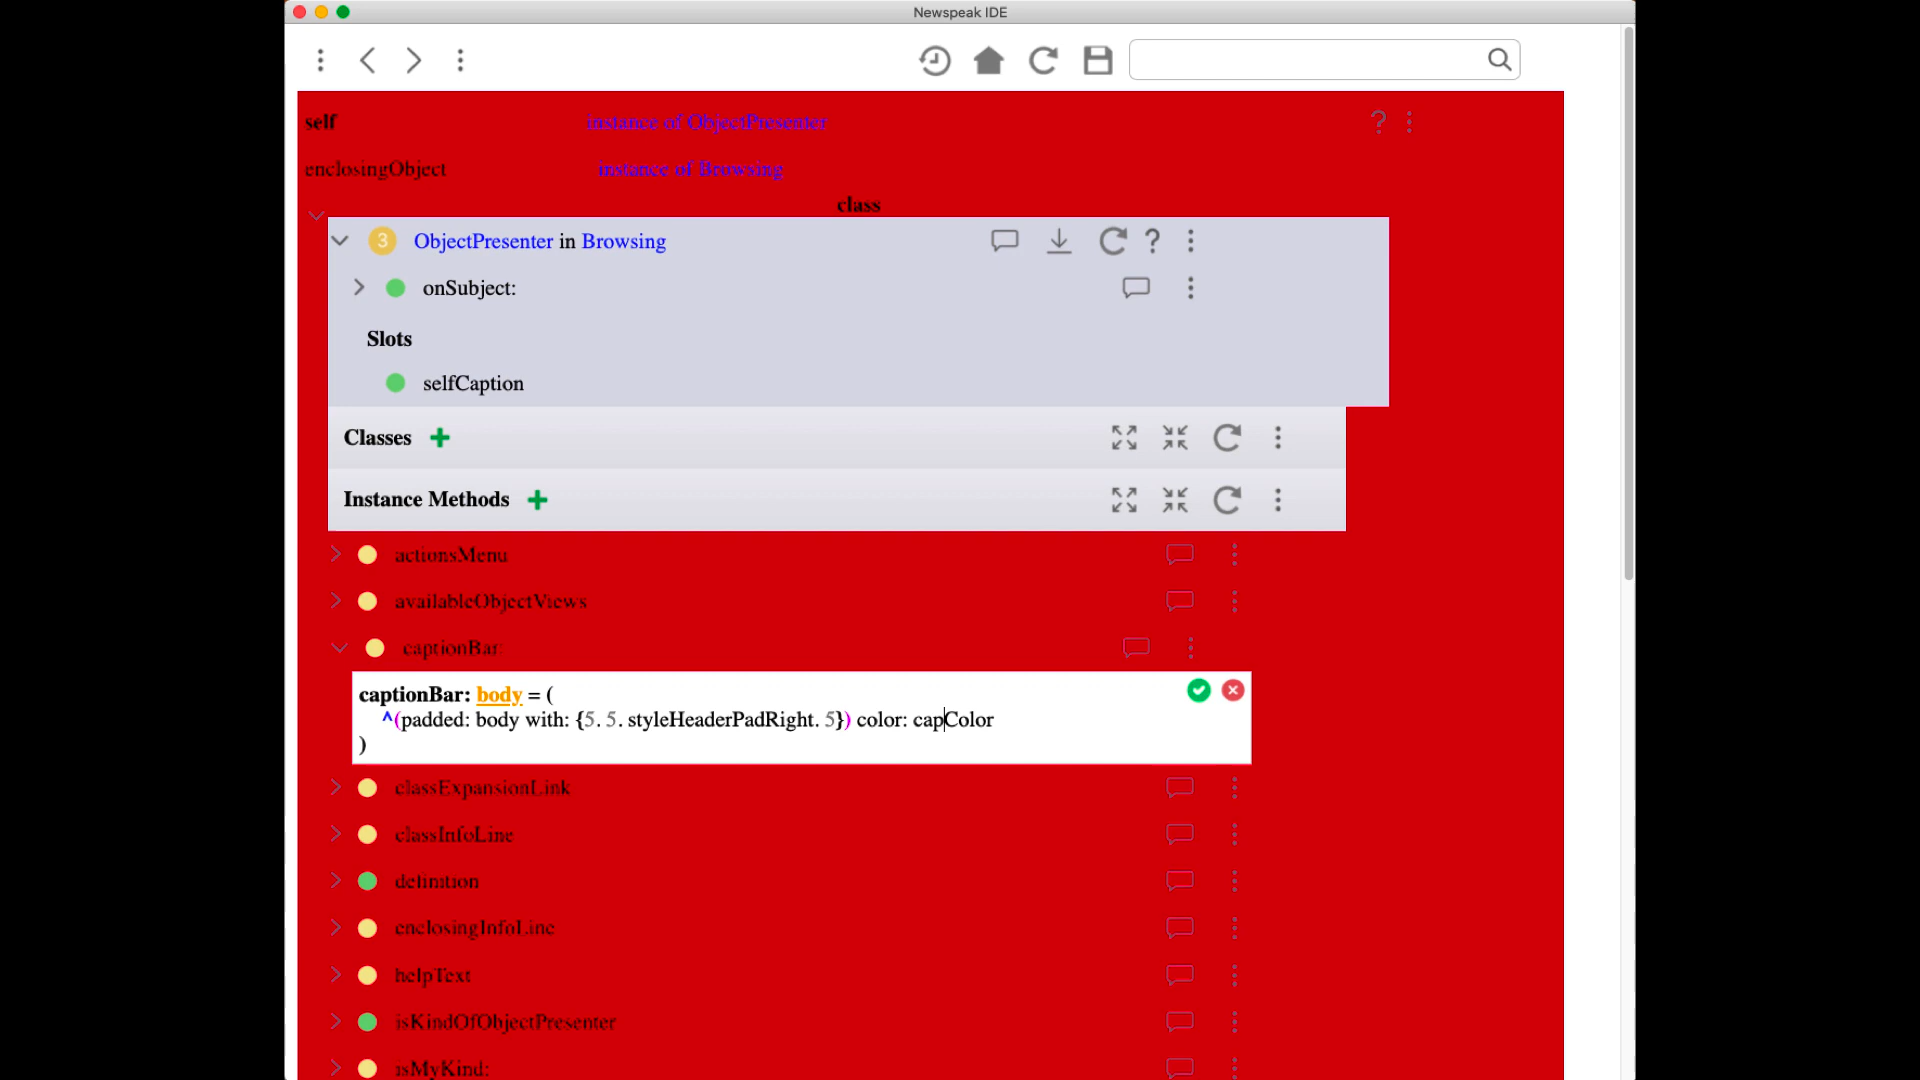 Newspeak IDE
self instance of ObjectPresenter ?
enclosingObject instance of Browsing
class
3 ObjectPresenter in Browsing ?
onSubject:
Slots
selfCaption
Classes
Instance Methods
actionsMenu
availableObjectViews
captionBar:
captionBar: body = (
^(padded: body with: {5. 5. styleHeaderPadRight. 5}) color: capColor
)
classExpansionLink
classInfoLine
definition
enclosingInfoLine
helpText
isKindOfObjectPresenter
isMyKind: